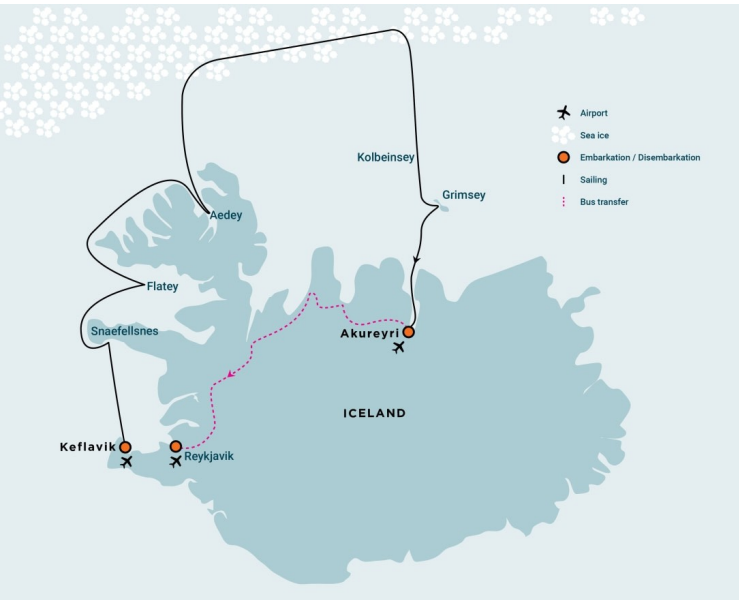 Airport
Sea ice
Embarkation / Disembarkation
Sailing
Bus transfer
Kolbeinsey
Grimsey
Aedey
Flatey
Snaefellsnes
Akureyri
ICELAND
Keflavik
Reykjavik